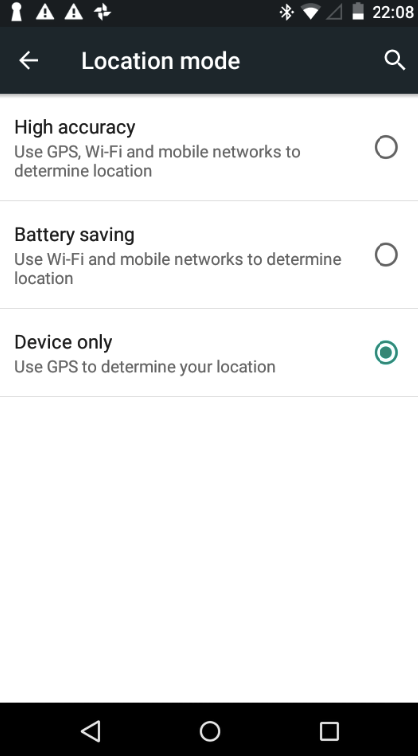 22:08
Location mode
High accuracy
Use GPS, Wi-Fi and mobile networks to
determine location
Battery saving
Use Wi-Fi and mobile networks to determine
location
Device only
Use GPS to determine your location